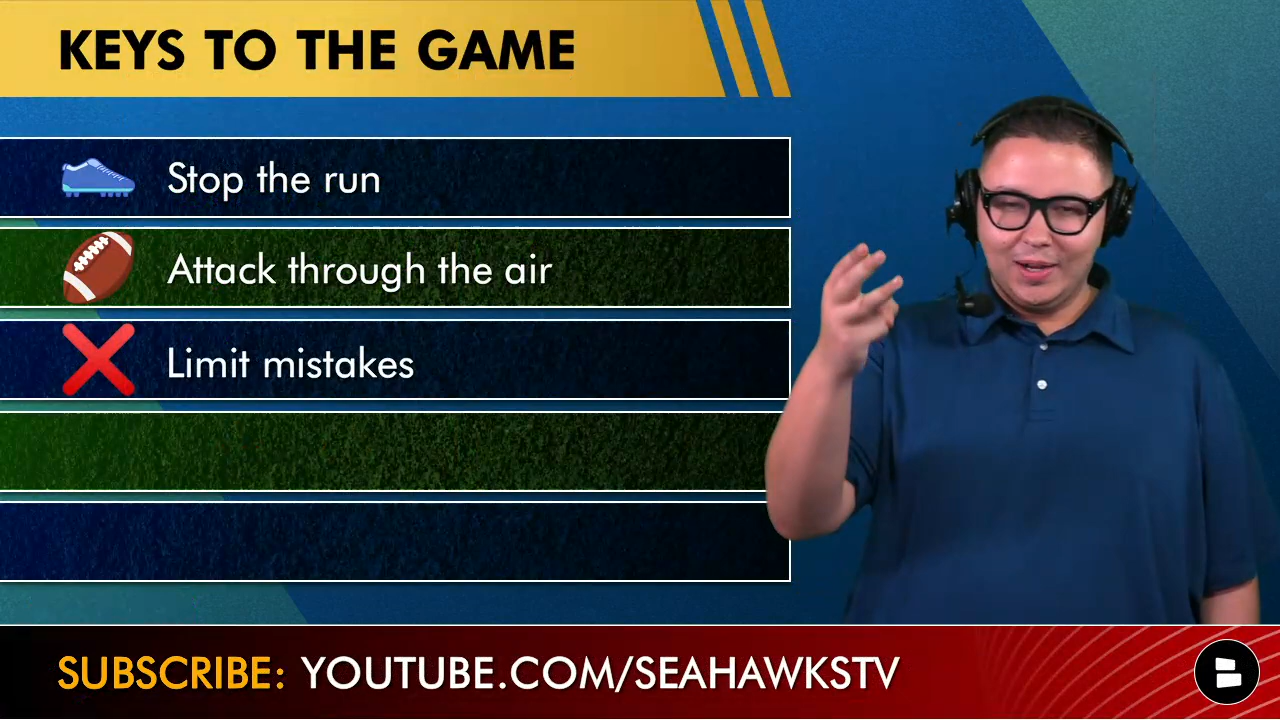 KEYS TO THE GAME
Stop the run
Attack through the air
Limit mistakes
SUBSCRIBE: YOUTUBE.COM/SEAHAWKSTV